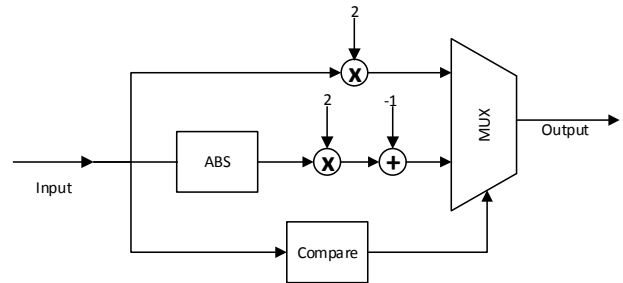 2
x
2
-1
MUX
Output
ABS
x
+
Input
Compare